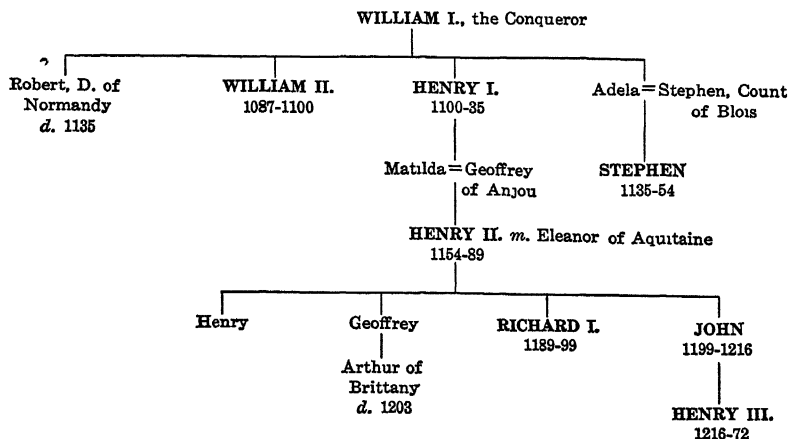 WILLIAM I., the Conqueror
Robert, D. of
Normandy
d. 1135
WILLIAM II.
1087-1100
HENRY I.
1100-35
Adela=Stephen, Count
of Blois
Matilda=Geoffrey
of Anjou
STEPHEN
1135-54
HENRY II. m. Eleanor of Aquitaine
1154-89
Henry
Geoffrey
RICHARD I.
1189-99
JOHN
1199-1216
Arthur of
Brittany
d. 1203
HENRY III.
1216-72